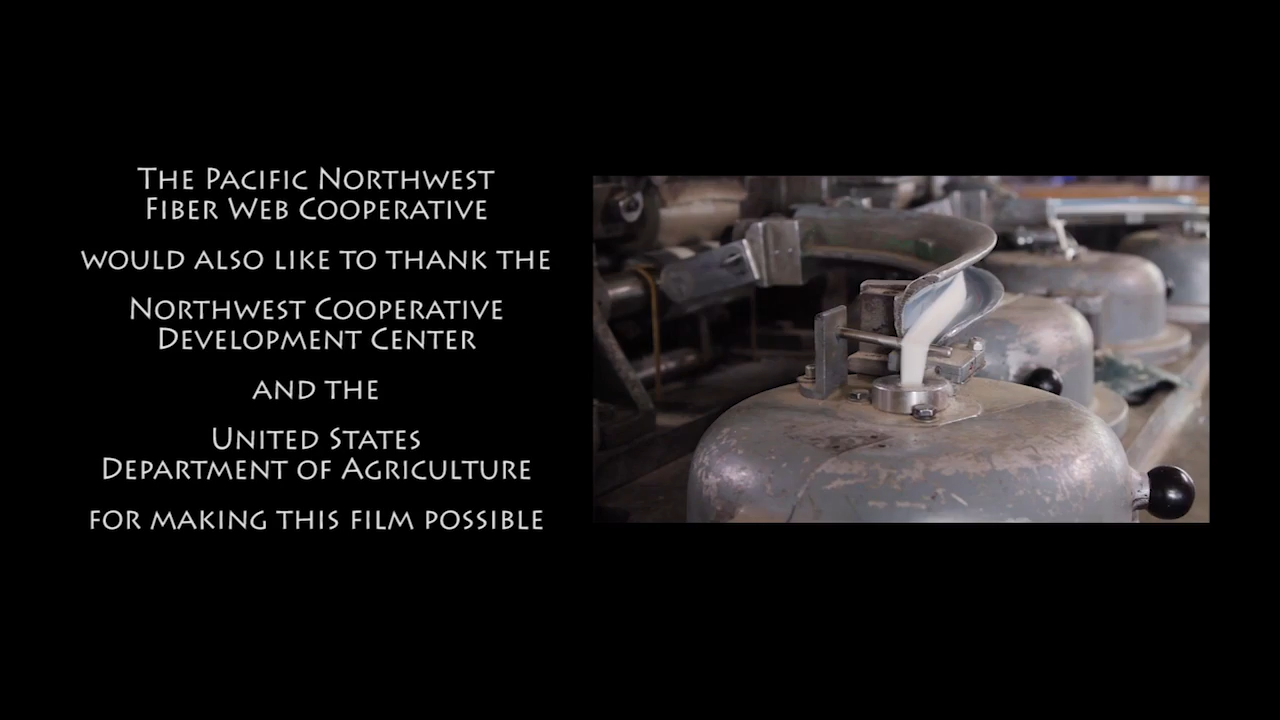 The Pacific Northwest
Fiber Web Cooperative
would also like to thank the
Northwest Cooperative
Development Center
and the
United States
Department of Agriculture
for making this film possible